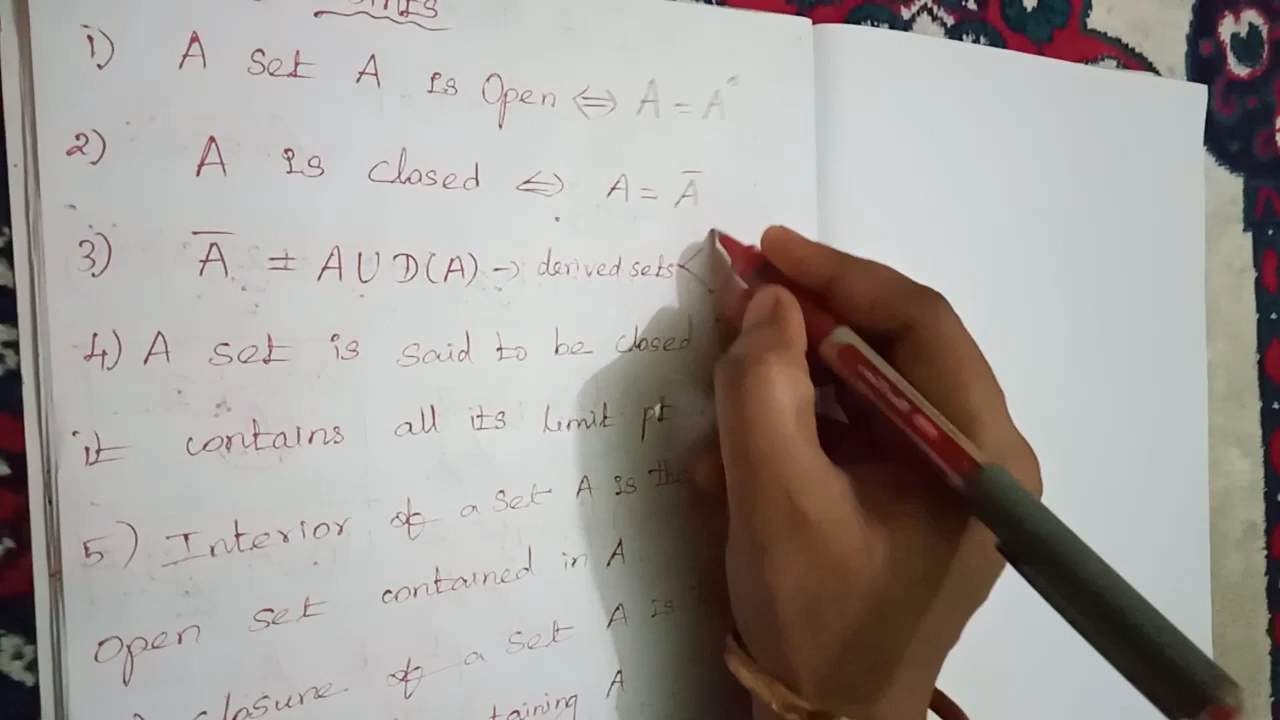 1) A Set A is Open ⇔ A = A°
2) A is closed ⇔ A = Ā
3) Ā = A U D(A) → derived sets
4) A set is said to be closed
it contains all its limit pt
5) Interior of a set A is the
Open set contained in A
closure of a set A is
taining A